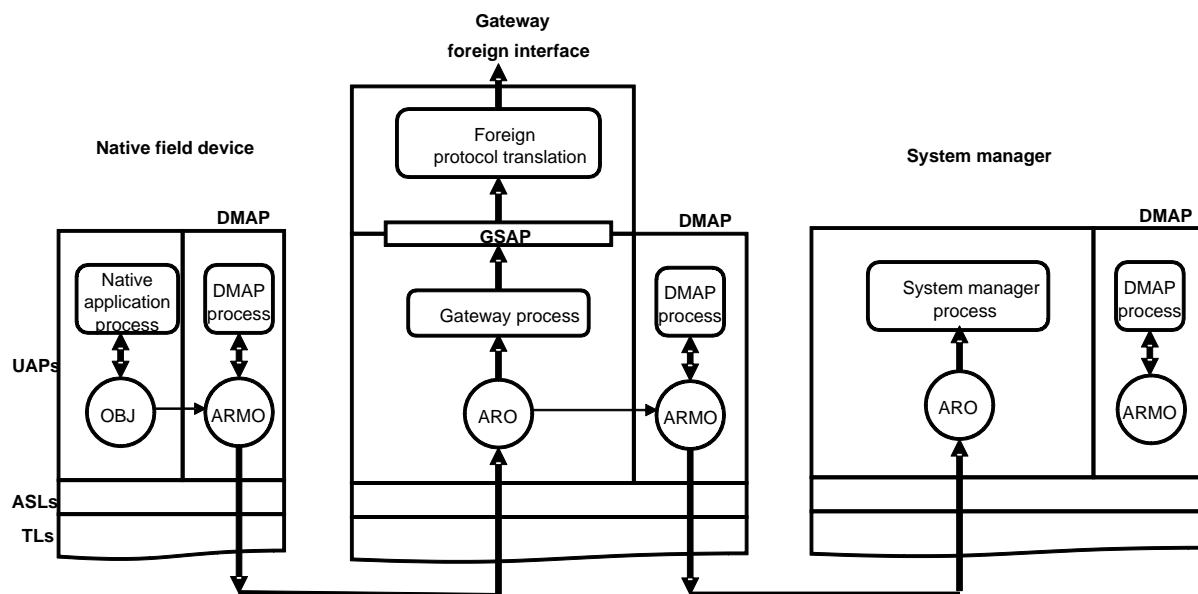 Gateway
foreign interface
Foreign
protocol translation
Native field device
System manager
DMAP
DMAP
DMAP
GSAP
Native
application
process
DMAP
process
Gateway process
DMAP
process
System manager
process
DMAP
process
UAPs
OBJ
ARMO
ARO
ARMO
ARO
ARMO
ASLs
TLs